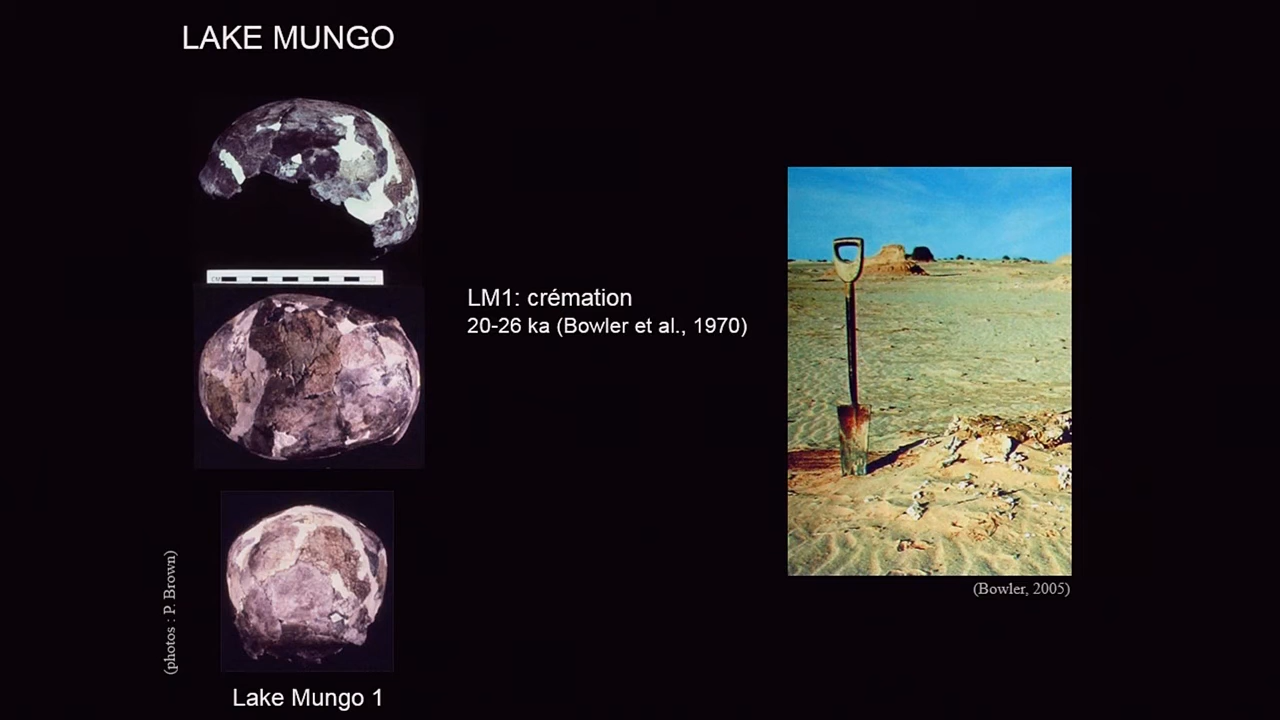 LAKE MUNGO
LM1: crémation
20-26 ka (Bowler et al., 1970)
(Bowler, 2005)
(photos : P. Brown)
Lake Mungo 1